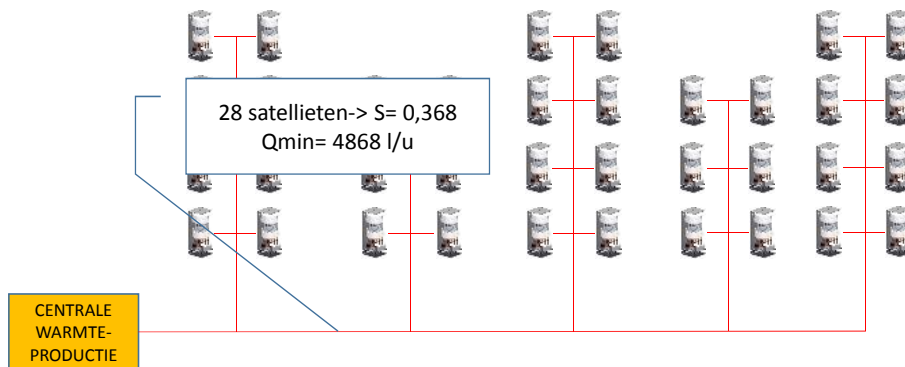 28 satellieten-> S= 0,368
Qmin= 4868 l/u
CENTRALE
WARMTE-
PRODUCTIE